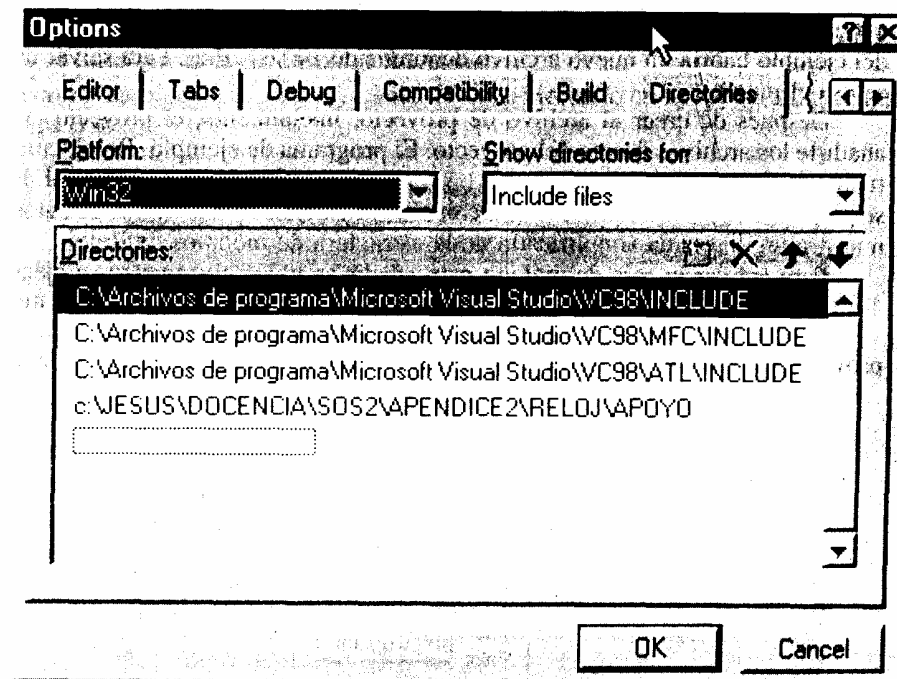 Options
Editor Tabs Debug Compatibility Build Directories
Platform: Show directories for:
Win32 Include files
Directories:
C:\Archivos de programa\Microsoft Visual Studio\VC98\INCLUDE
C:\Archivos de programa\Microsoft Visual Studio\VC98\MFC\INCLUDE
C:\Archivos de programa\Microsoft Visual Studio\VC98\ATL\INCLUDE
c:\JESUS\DOCENCIA\SOS2\APENDICE2\RELOJ\APOYO
OK Cancel